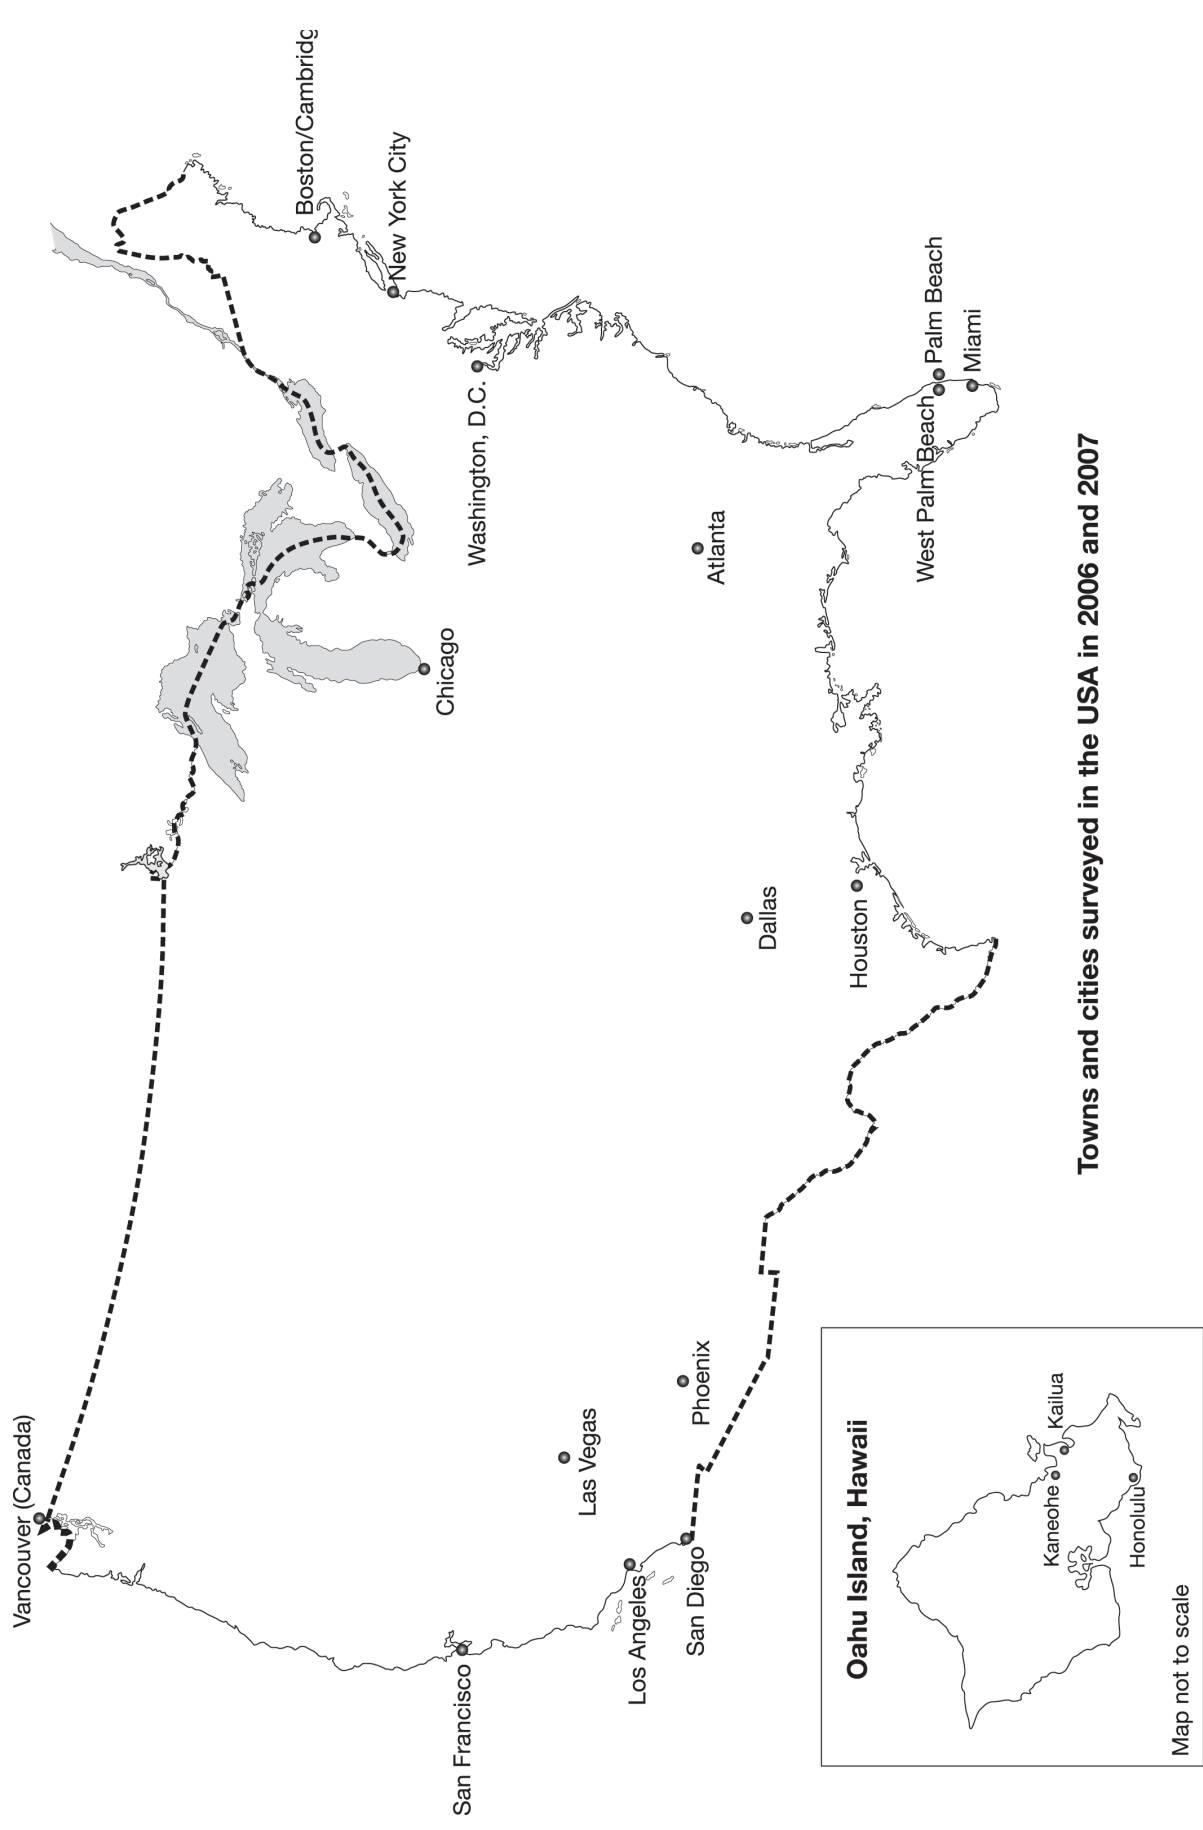 Vancouver (Canada)
Boston/Cambridg
New York City
Chicago
Washington, D.C.
San Francisco
Las Vegas
Los Angeles
San Diego
Phoenix
Atlanta
Dallas
Houston
West Palm Beach
Palm Beach
Miami
Oahu Island, Hawaii
Kaneohe
Kailua
Honolulu
Map not to scale
Towns and cities surveyed in the USA in 2006 and 2007